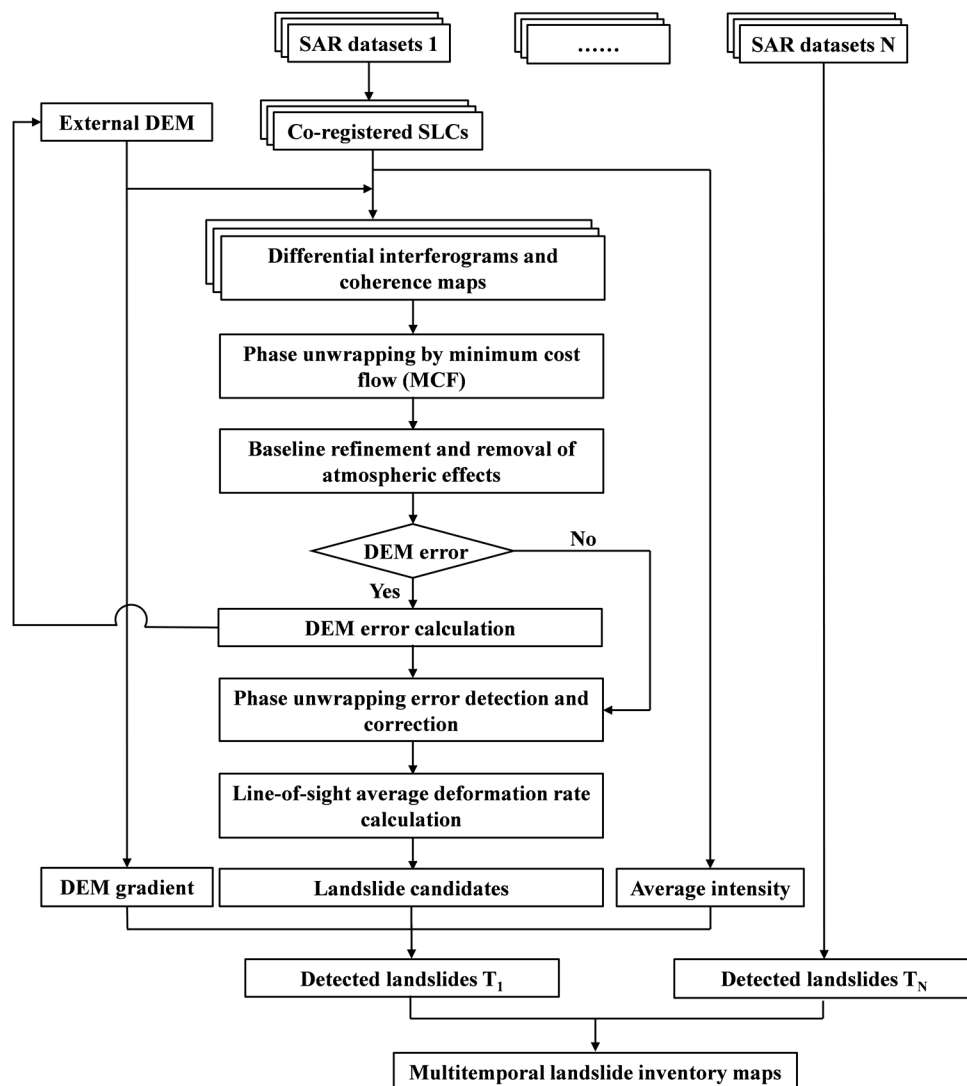 SAR datasets 1
......
SAR datasets N
External DEM
Co-registered SLCs
Differential interferograms and
coherence maps
Phase unwrapping by minimum cost
flow (MCF)
Baseline refinement and removal of
atmospheric effects
DEM error
No
Yes
DEM error calculation
Phase unwrapping error detection and
correction
Line-of-sight average deformation rate
calculation
DEM gradient
Landslide candidates
Average intensity
Detected landslides T₁
Detected landslides Tₙ
Multitemporal landslide inventory maps